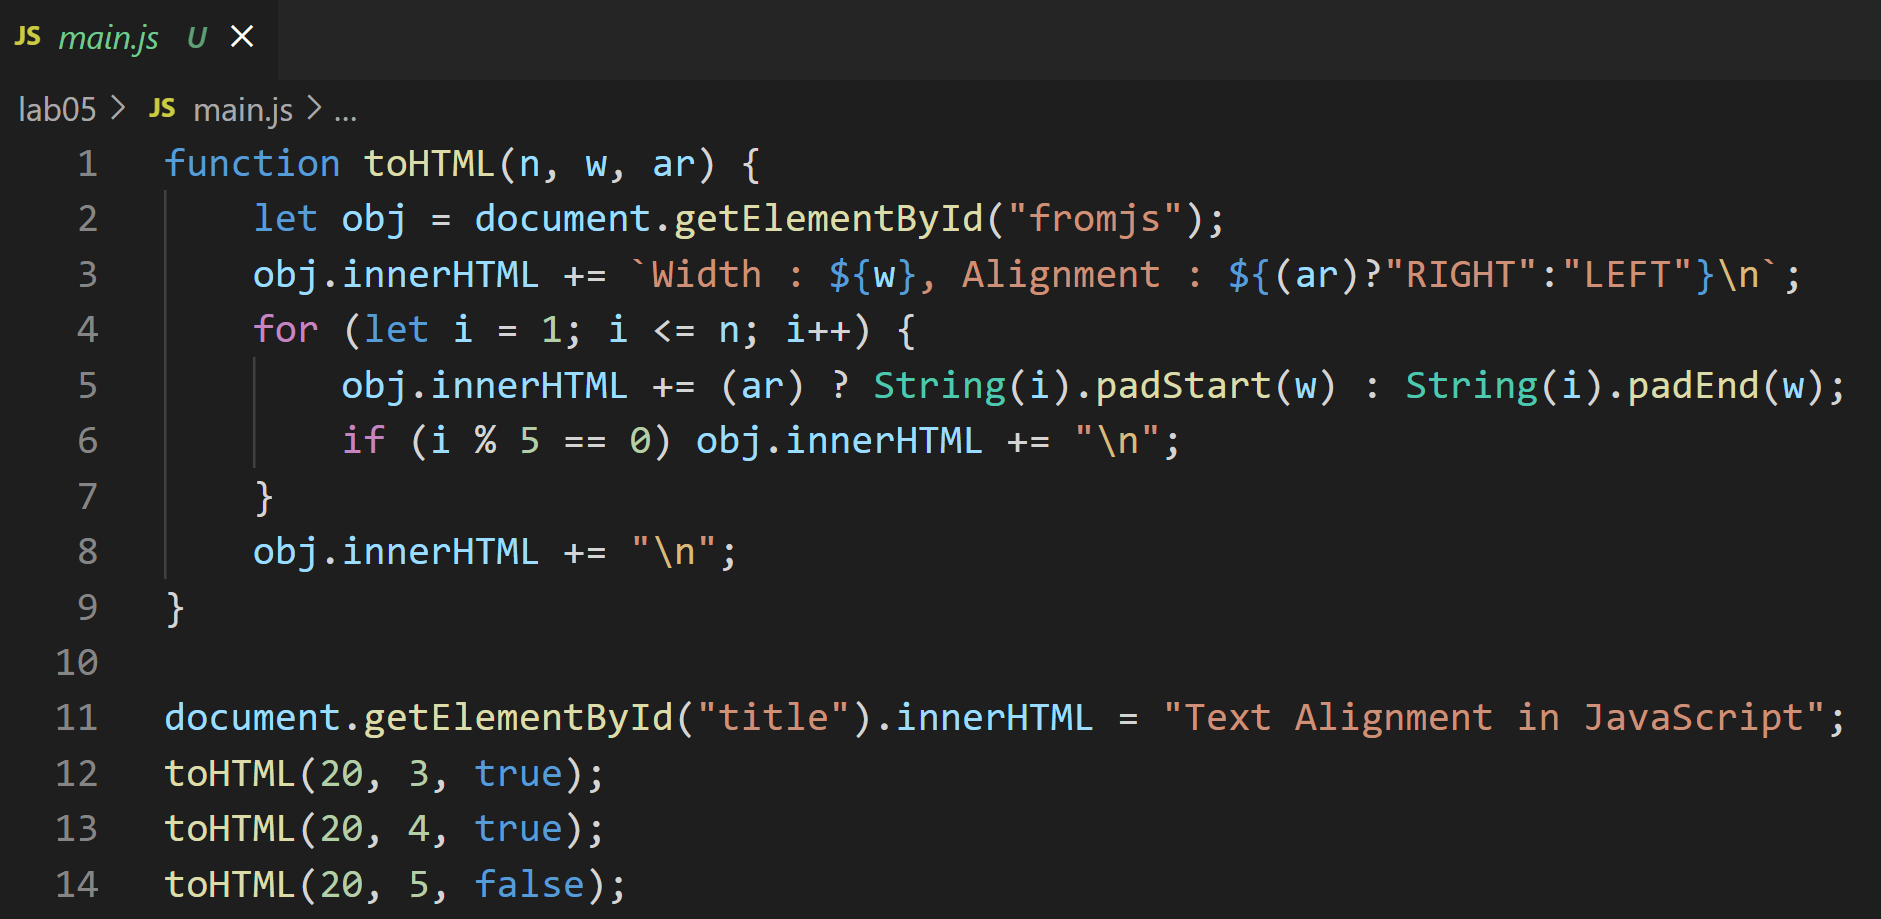 JS main.js U ×
lab05 > JS main.js > ...
1 function toHTML(n, w, ar) {
2     let obj = document.getElementById("fromjs");
3     obj.innerHTML += `Width : ${w}, Alignment : ${(ar)?"RIGHT":"LEFT"}\n`;
4     for (let i = 1; i <= n; i++) {
5         obj.innerHTML += (ar) ? String(i).padStart(w) : String(i).padEnd(w);
6         if (i % 5 == 0) obj.innerHTML += "\n";
7     }
8     obj.innerHTML += "\n";
9 }
10
11 document.getElementById("title").innerHTML = "Text Alignment in JavaScript";
12 toHTML(20, 3, true);
13 toHTML(20, 4, true);
14 toHTML(20, 5, false);